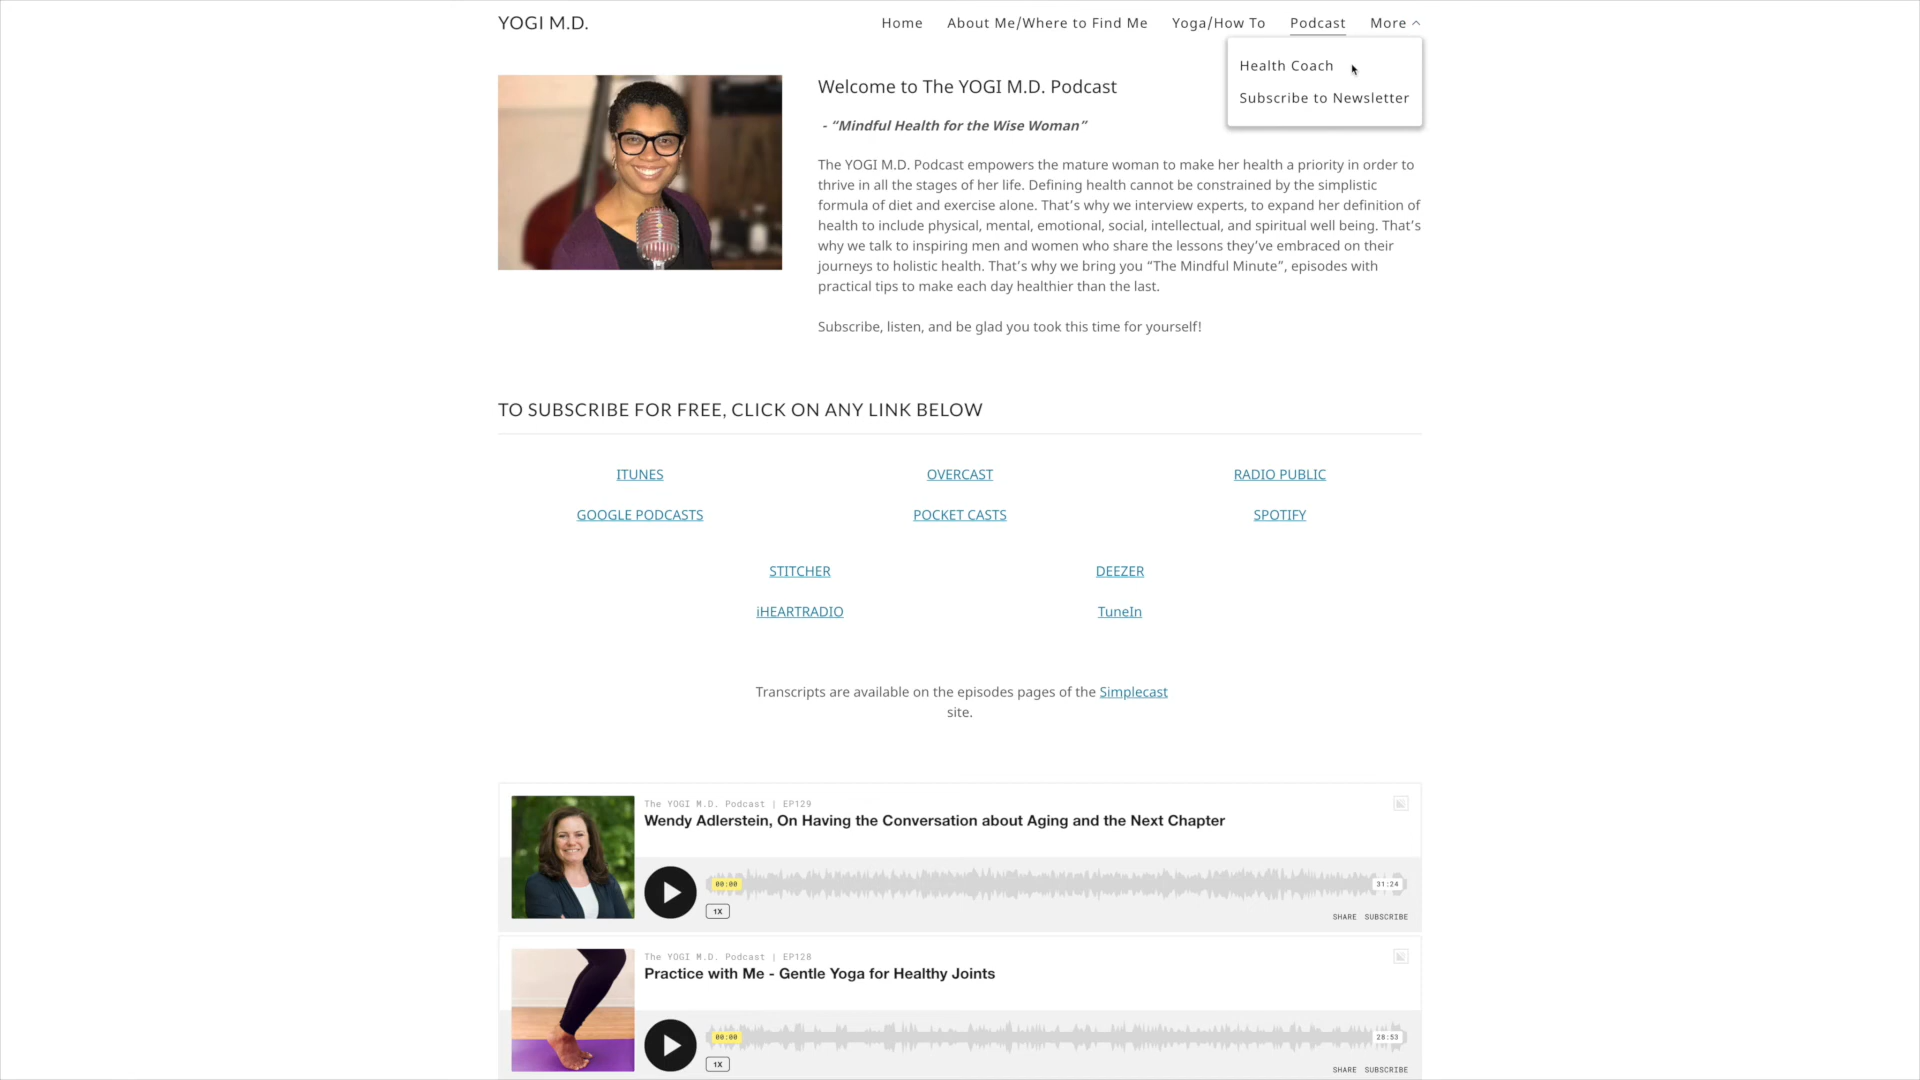 YOGI M.D.
Home
About Me/Where to Find Me
Yoga/How To
Podcast
More
Health Coach
Subscribe to Newsletter
Welcome to The YOGI M.D. Podcast
- “Mindful Health for the Wise Woman”
The YOGI M.D. Podcast empowers the mature woman to make her health a priority in order to
thrive in all the stages of her life. Defining health cannot be constrained by the simplistic
formula of diet and exercise alone. That’s why we interview experts, to expand her definition of
health to include physical, mental, emotional, social, intellectual, and spiritual well being. That’s
why we talk to inspiring men and women who share the lessons they’ve embraced on their
journeys to holistic health. That’s why we bring you “The Mindful Minute”, episodes with
practical tips to make each day healthier than the last.
Subscribe, listen, and be glad you took this time for yourself!
TO SUBSCRIBE FOR FREE, CLICK ON ANY LINK BELOW
ITUNES
OVERCAST
RADIO PUBLIC
GOOGLE PODCASTS
POCKET CASTS
SPOTIFY
STITCHER
DEEZER
iHEARTRADIO
TuneIn
Transcripts are available on the episodes pages of the Simplecast
site.
The YOGI M.D. Podcast | EP129
Wendy Adlerstein, On Having the Conversation about Aging and the Next Chapter
00:00
31:24
1X
SHARE SUBSCRIBE
The YOGI M.D. Podcast | EP128
Practice with Me - Gentle Yoga for Healthy Joints
00:00
28:53
1X
SHARE SUBSCRIBE